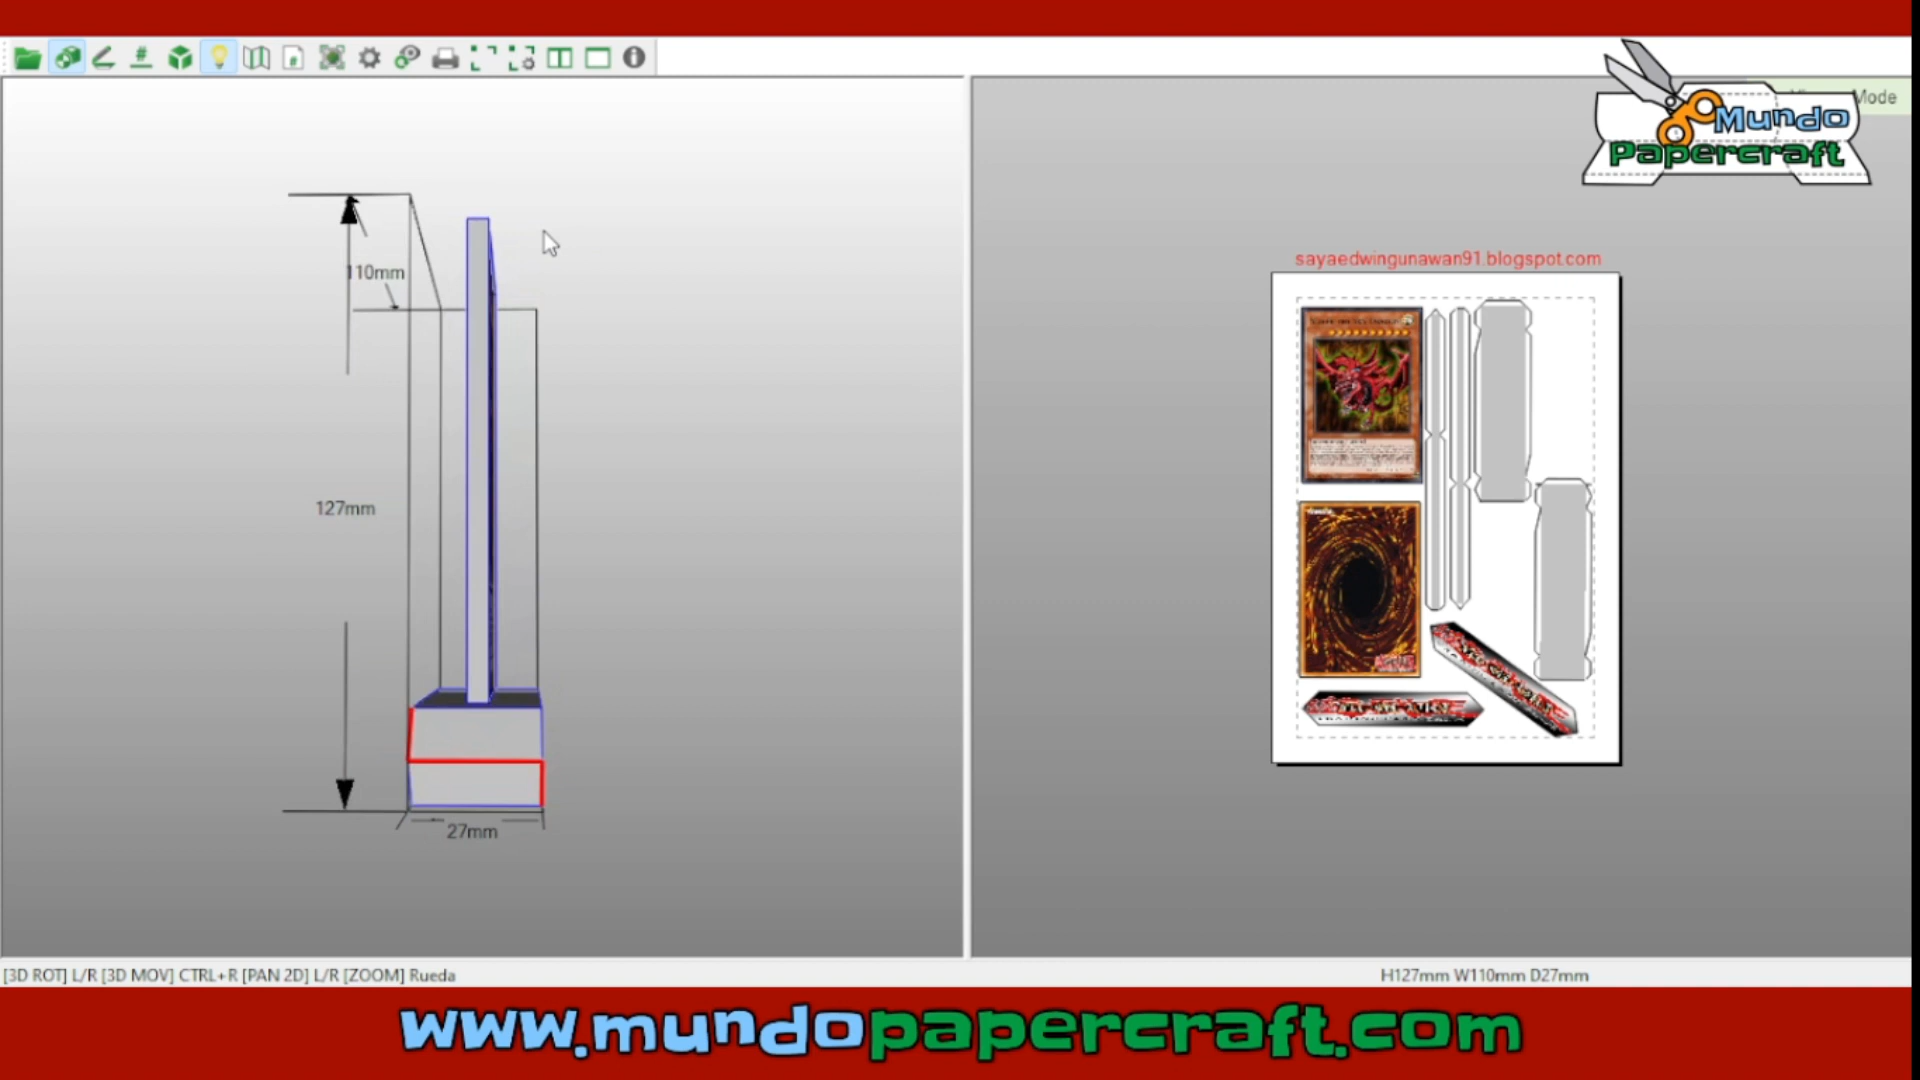 Mode
Mundo
Papercraft
sayaedwingunawan91.blogspot.com
110mm
127mm
27mm
[3D ROT] L/R [3D MOV] CTRL+R [PAN 2D] L/R [ZOOM] Rueda
H127mm W110mm D27mm
www.mundopapercraft.com